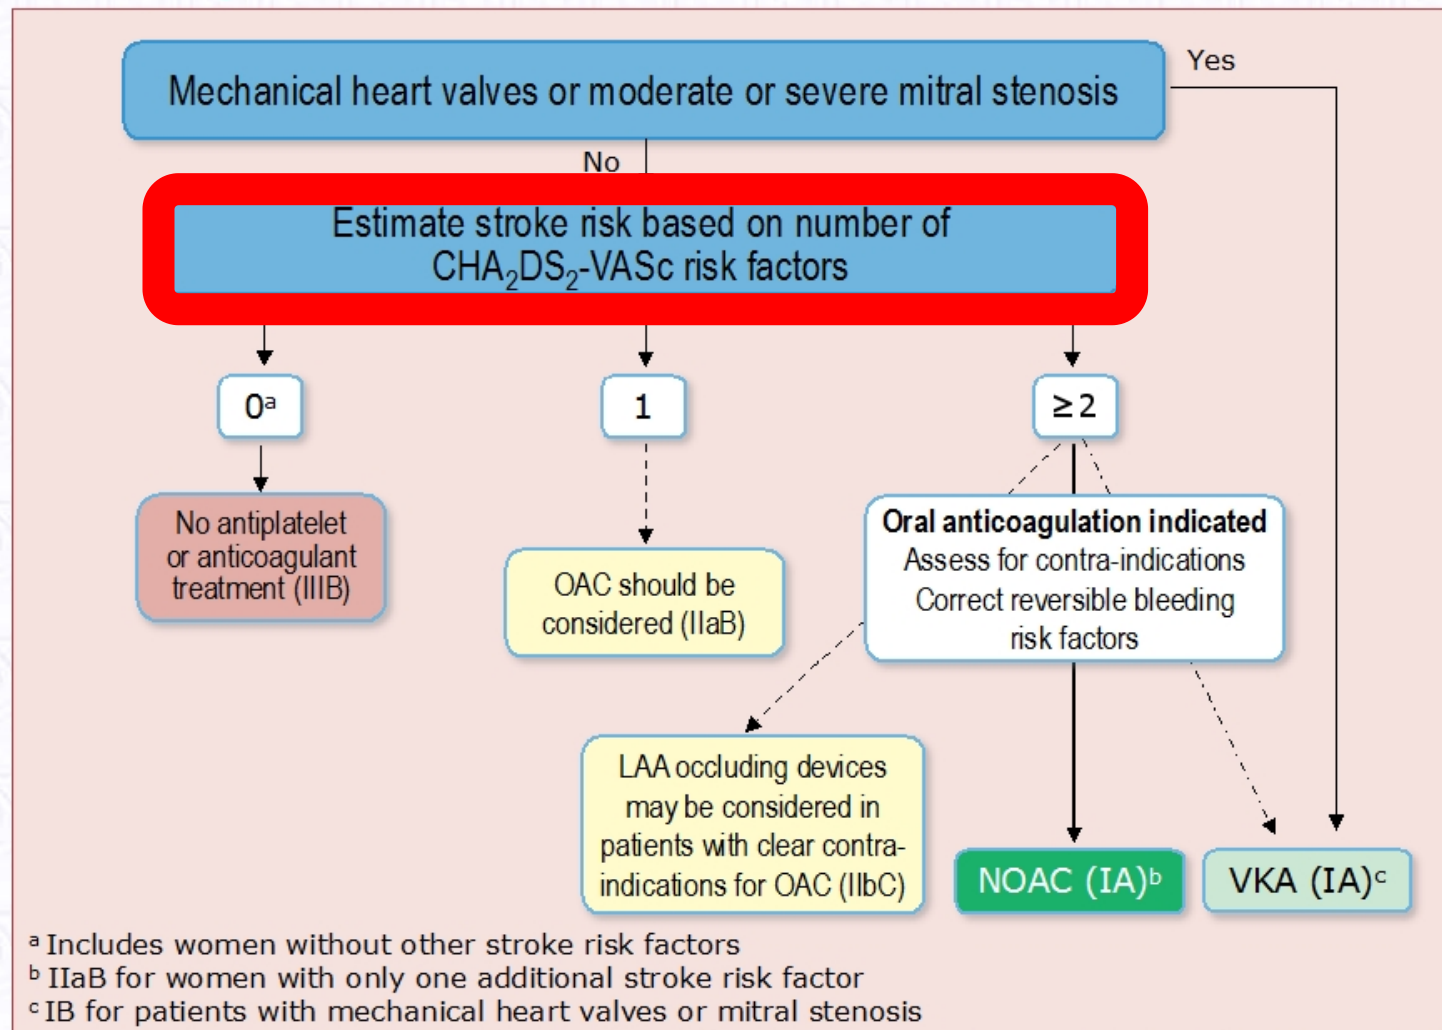 Mechanical heart valves or moderate or severe mitral stenosis
Yes
No
Estimate stroke risk based on number of
CHA₂DS₂-VASc risk factors
0ᵃ
1
≥2
No antiplatelet
or anticoagulant
treatment (IIIB)
OAC should be
considered (IIaB)
Oral anticoagulation indicated
Assess for contra-indications
Correct reversible bleeding
risk factors
LAA occluding devices
may be considered in
patients with clear contra-
indications for OAC (IIbC)
NOAC (IA)ᵇ
VKA (IA)ᶜ
ᵃ Includes women without other stroke risk factors
ᵇ IIaB for women with only one additional stroke risk factor
ᶜ IB for patients with mechanical heart valves or mitral stenosis